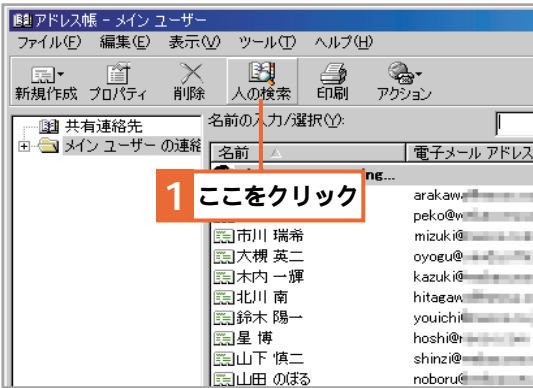 アドレス帳 - メイン ユーザー
ファイル(F) 編集(E) 表示(V) ツール(T) ヘルプ(H)
新規作成 プロパティ 削除 人の検索 印刷 アクション
共有連絡先
メイン ユーザー の連絡
名前の入力/選択(Y):
名前 電子メール アドレス
ng...
1 ここをクリック
arakaw
peko@w
市川 瑞希 mizuki@
大槻 英二 oyogu@
木内 一輝 kazuki@
北川 南 hitagaw
鈴木 陽一 youichi
星 博 hoshi@r
山下 慎二 shinzi@
山田 のぼる noboru@